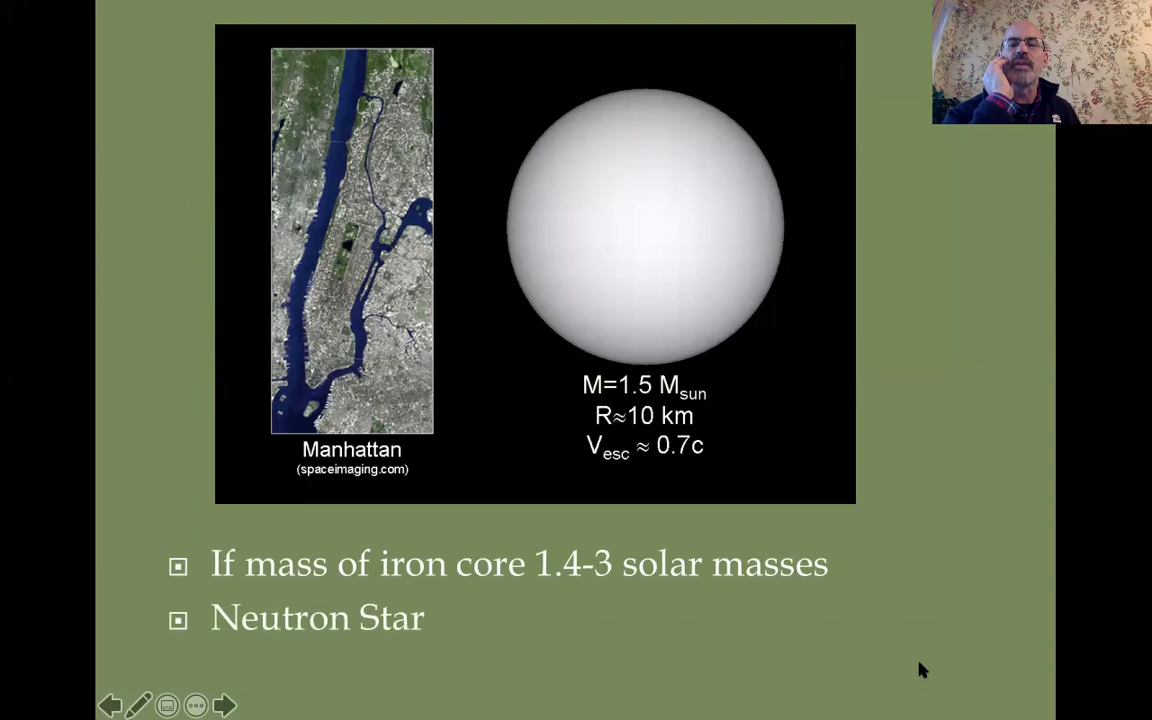 Manhattan
(spaceimaging.com)
M=1.5 Msun
R≈10 km
Vesc ≈ 0.7c
If mass of iron core 1.4-3 solar masses
Neutron Star